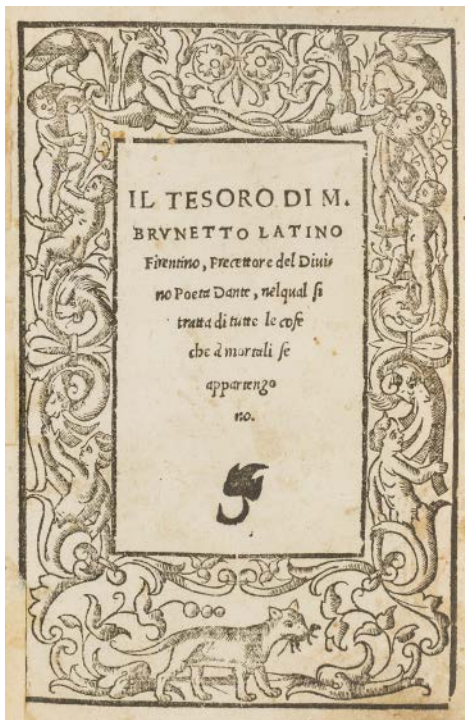 IL TESORO DI M.
BRVNETTO LATINO
Firentino, Precettore del Diui⸗
no Poeta Dante, nelqual ſi
tratta di tutte le coſe
che a mortali ſe
appartengo
no.